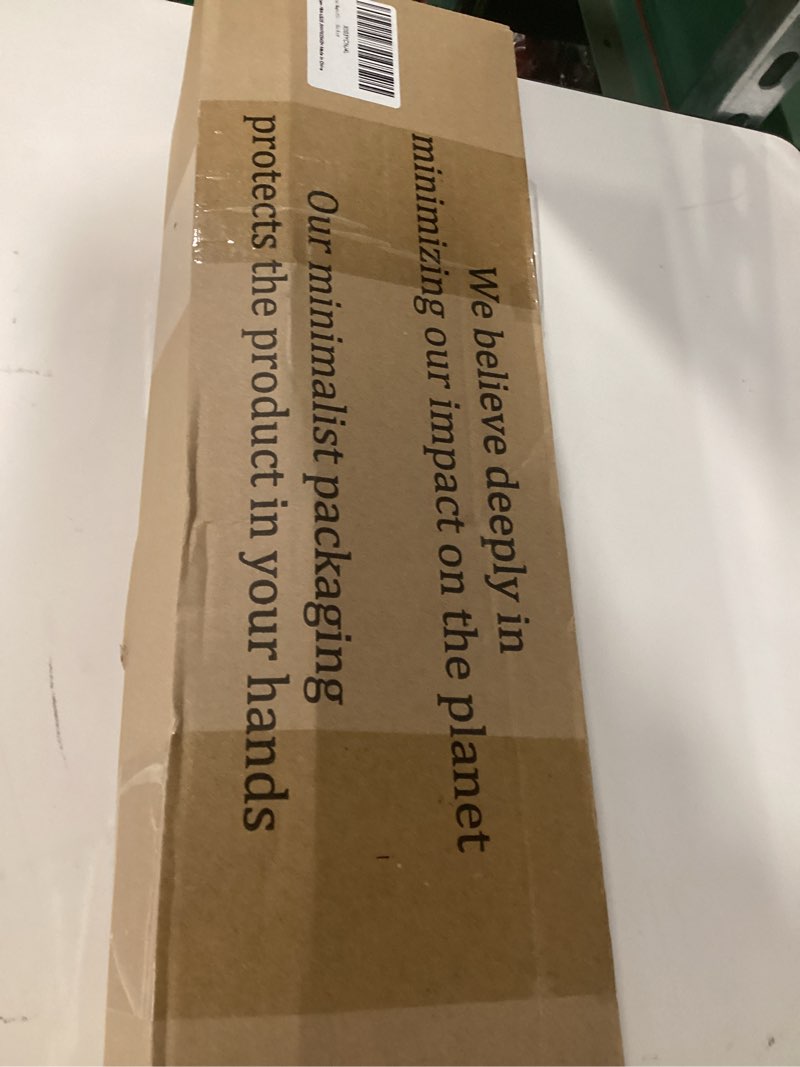 We believe deeply in
minimizing our impact on the planet
Our minimalist packaging
protects the product in your hands